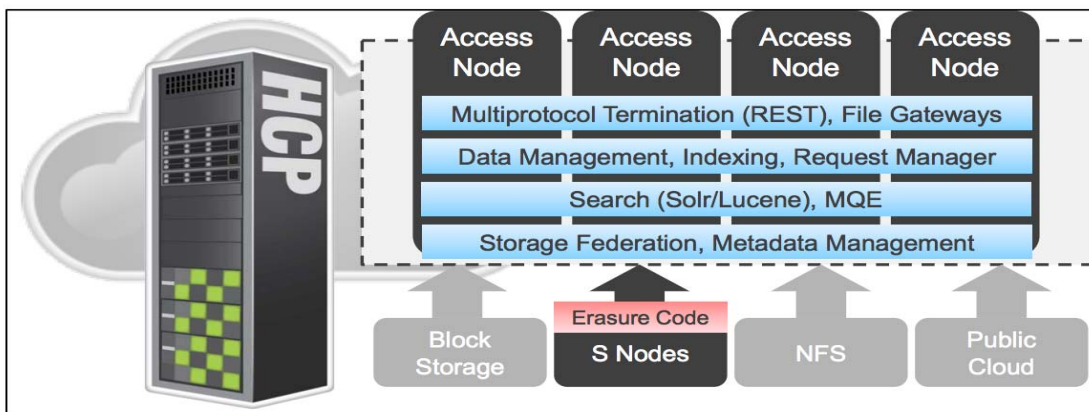 HCP
Access Node
Access Node
Access Node
Access Node
Multiprotocol Termination (REST), File Gateways
Data Management, Indexing, Request Manager
Search (Solr/Lucene), MQE
Storage Federation, Metadata Management
Block Storage
Erasure Code
S Nodes
NFS
Public Cloud